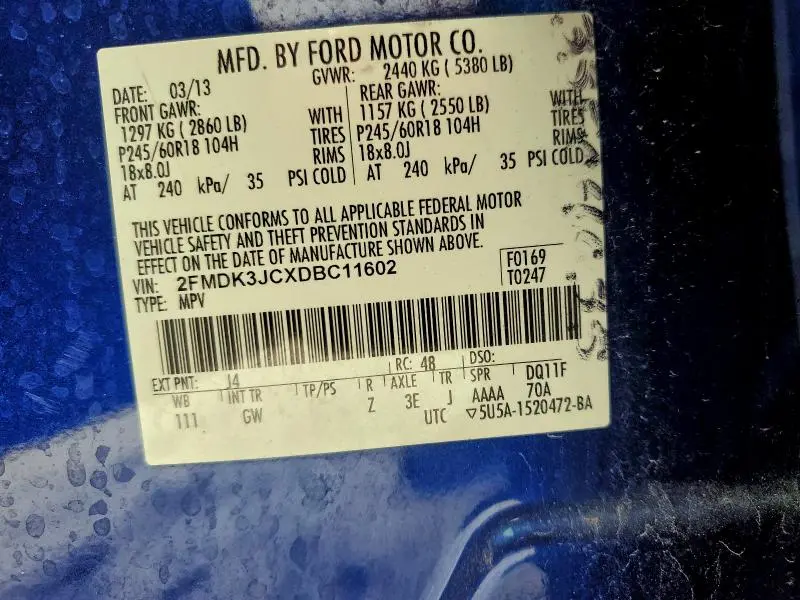 MFD. BY FORD MOTOR CO.
DATE: 03/13 GVWR: 2440 KG ( 5380 LB)
FRONT GAWR: REAR GAWR:
1297 KG ( 2860 LB) WITH 1157 KG ( 2550 LB) WITH
P245/60R18 104H TIRES P245/60R18 104H TIRES
18x8.0J RIMS 18x8.0J RIMS
AT 240 kPa/ 35 PSI COLD AT 240 kPa/ 35 PSI COLD
THIS VEHICLE CONFORMS TO ALL APPLICABLE FEDERAL MOTOR
VEHICLE SAFETY AND THEFT PREVENTION STANDARDS IN
EFFECT ON THE DATE OF MANUFACTURE SHOWN ABOVE.
VIN: 2FMDK3JCXDBC11602 F0169
TYPE: MPV T0247
EXT PNT: J4 RC: 48 DSO:
WB INT TR TP/PS R AXLE TR SPR DQ11F
111 GW Z 3E J AAAA 70A
UTC ▽5U5A-1520472-BA